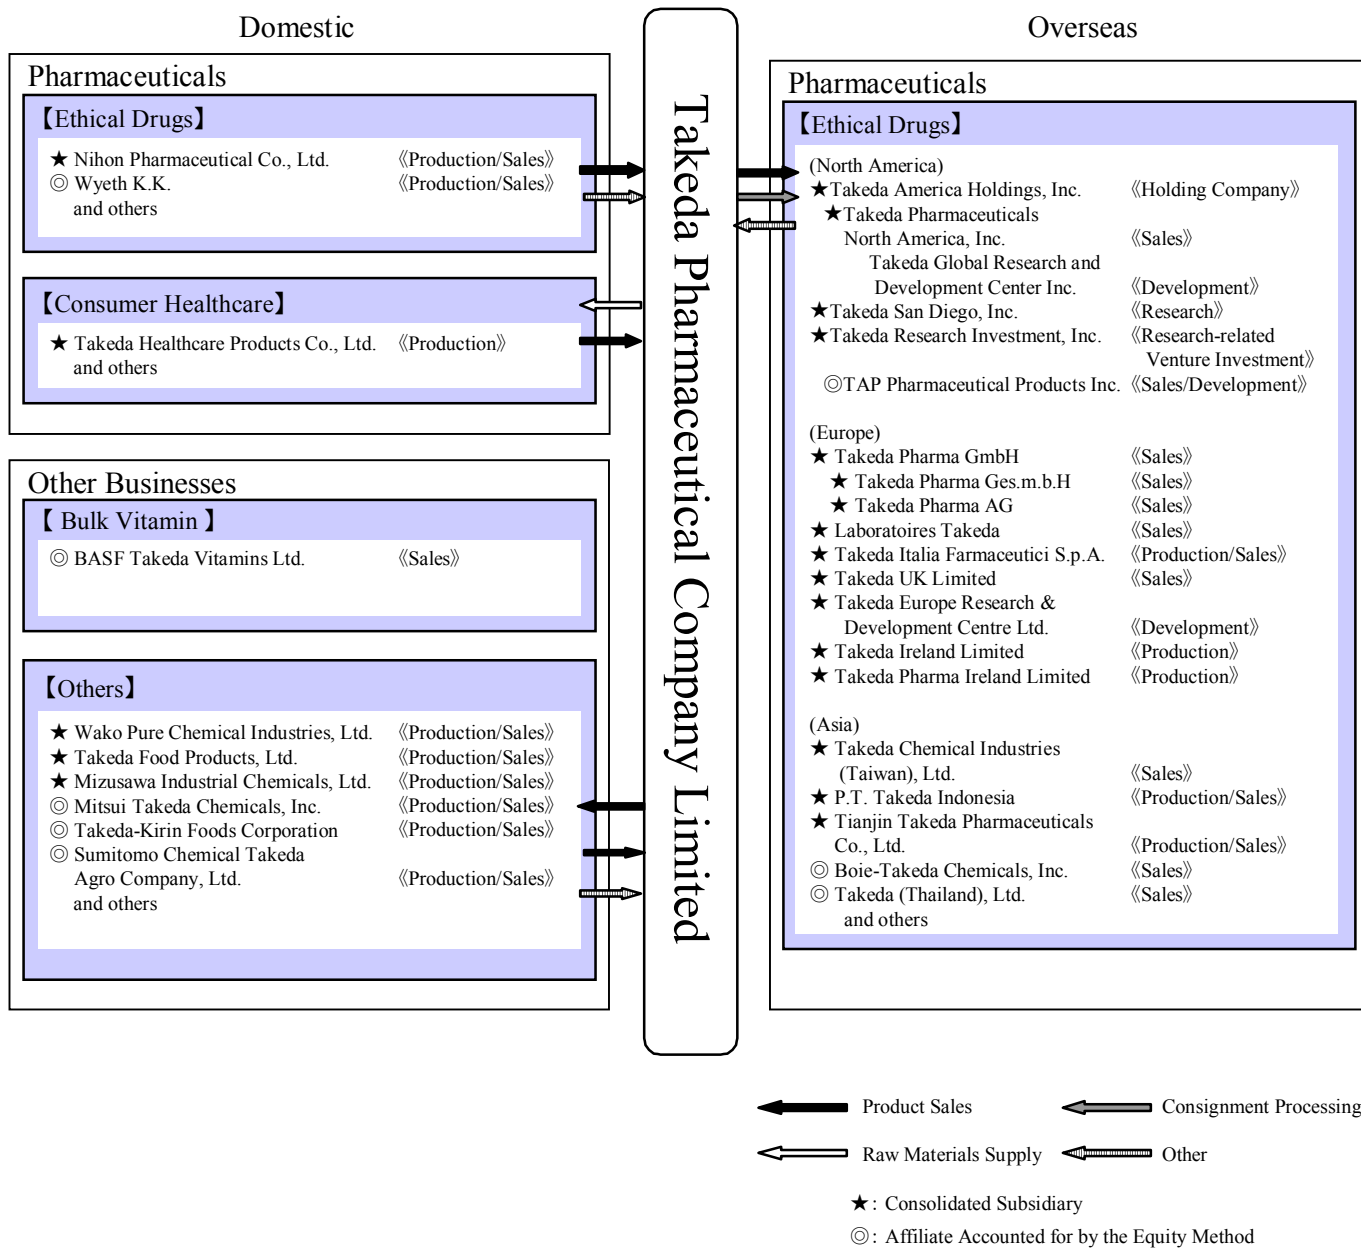 Domestic
Pharmaceuticals
【Ethical Drugs】
★ Nihon Pharmaceutical Co., Ltd. 《Production/Sales》
◎ Wyeth K.K. 《Production/Sales》
and others
【Consumer Healthcare】
★ Takeda Healthcare Products Co., Ltd. 《Production》
and others
Other Businesses
【 Bulk Vitamin 】
◎ BASF Takeda Vitamins Ltd. 《Sales》
【Others】
★ Wako Pure Chemical Industries, Ltd. 《Production/Sales》
★ Takeda Food Products, Ltd. 《Production/Sales》
★ Mizusawa Industrial Chemicals, Ltd. 《Production/Sales》
◎ Mitsui Takeda Chemicals, Inc. 《Production/Sales》
◎ Takeda-Kirin Foods Corporation 《Production/Sales》
◎ Sumitomo Chemical Takeda
Agro Company, Ltd. 《Production/Sales》
and others
Takeda Pharmaceutical Company Limited
Overseas
Pharmaceuticals
【Ethical Drugs】
(North America)
★Takeda America Holdings, Inc. 《Holding Company》
★Takeda Pharmaceuticals
North America, Inc. 《Sales》
Takeda Global Research and
Development Center Inc. 《Development》
★Takeda San Diego, Inc. 《Research》
★Takeda Research Investment, Inc. 《Research-related
Venture Investment》
◎TAP Pharmaceutical Products Inc. 《Sales/Development》
(Europe)
★ Takeda Pharma GmbH 《Sales》
★ Takeda Pharma Ges.m.b.H 《Sales》
★ Takeda Pharma AG 《Sales》
★ Laboratoires Takeda 《Sales》
★ Takeda Italia Farmaceutici S.p.A. 《Production/Sales》
★ Takeda UK Limited 《Sales》
★ Takeda Europe Research &
Development Centre Ltd. 《Development》
★ Takeda Ireland Limited 《Production》
★ Takeda Pharma Ireland Limited 《Production》
(Asia)
★ Takeda Chemical Industries
(Taiwan), Ltd. 《Sales》
★ P.T. Takeda Indonesia 《Production/Sales》
★ Tianjin Takeda Pharmaceuticals
Co., Ltd. 《Production/Sales》
◎ Boie-Takeda Chemicals, Inc. 《Sales》
◎ Takeda (Thailand), Ltd. 《Sales》
and others
Product Sales
Consignment Processing
Raw Materials Supply
Other
★: Consolidated Subsidiary
◎: Affiliate Accounted for by the Equity Method